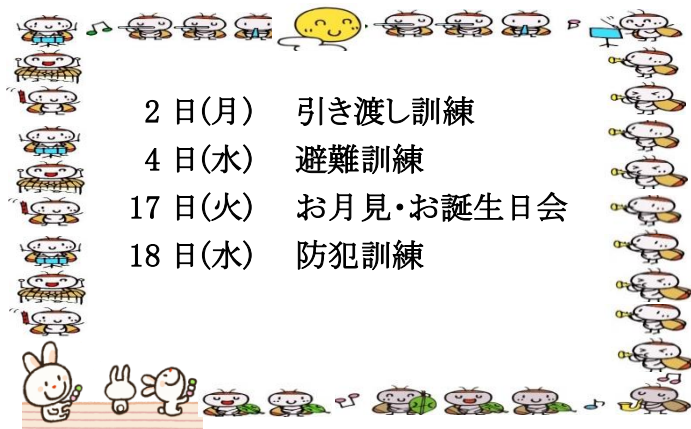 2 日(月)　引き渡し訓練
4 日(水)　避難訓練
17 日(火)　お月見・お誕生日会
18 日(水)　防犯訓練